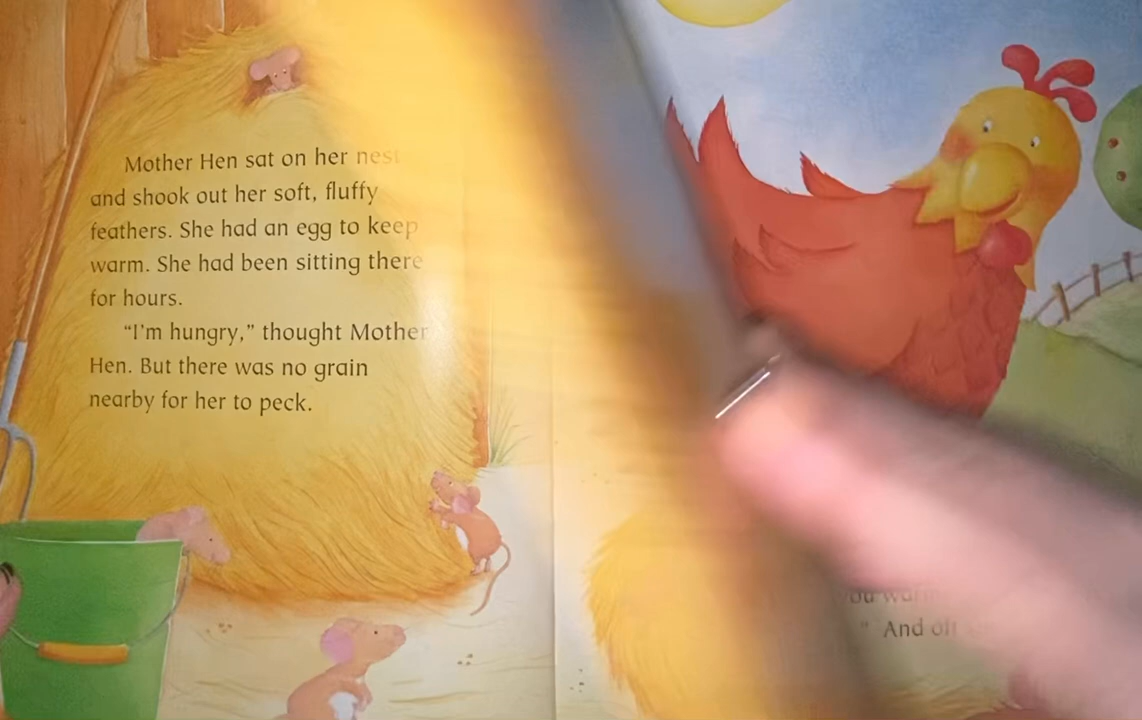 Mother Hen sat on her nest
and shook out her soft, fluffy
feathers. She had an egg to keep
warm. She had been sitting there
for hours.
“I’m hungry,” thought Mother
Hen. But there was no grain
nearby for her to peck.
you
" And off